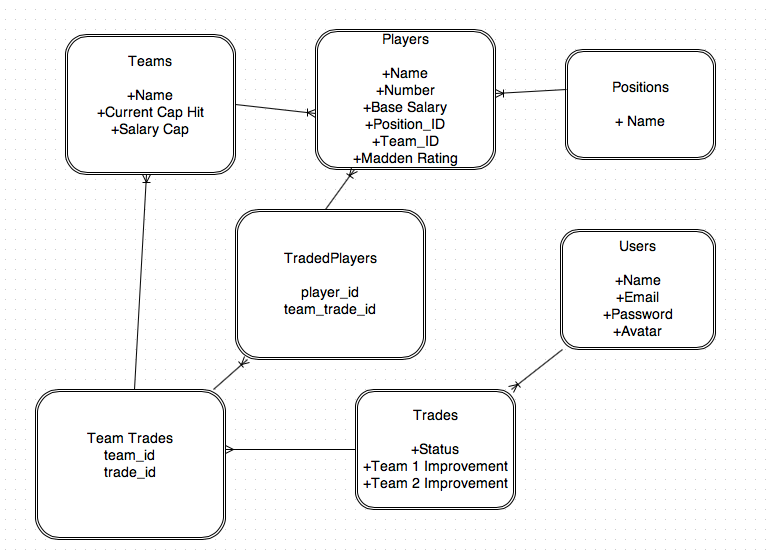 Teams
+Name
+Current Cap Hit
+Salary Cap
Players
+Name
+Number
+Base Salary
+Position_ID
+Team_ID
+Madden Rating
Positions
+ Name
TradedPlayers
player_id
team_trade_id
Users
+Name
+Email
+Password
+Avatar
Team Trades
team_id
trade_id
Trades
+Status
+Team 1 Improvement
+Team 2 Improvement